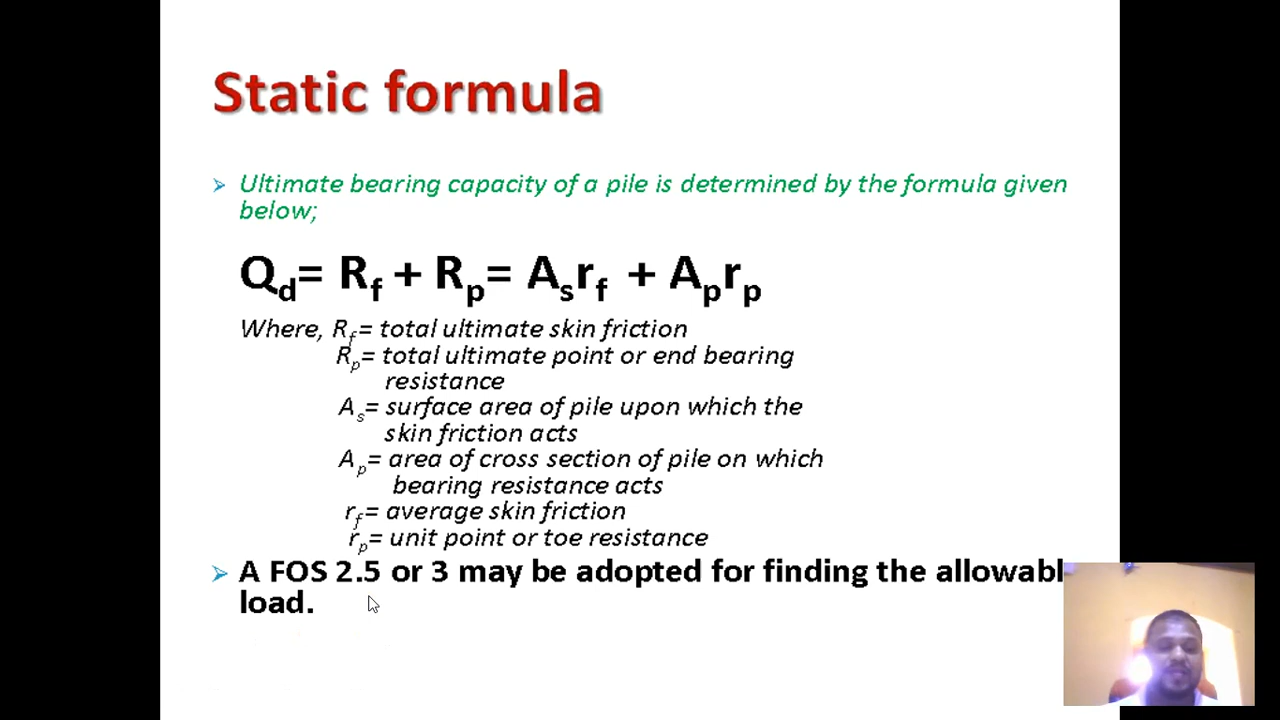 Static formula
Ultimate bearing capacity of a pile is determined by the formula given
below;
Qd= Rf + Rp= Asrf + Aprp
Where, Rf= total ultimate skin friction
Rp= total ultimate point or end bearing
resistance
As= surface area of pile upon which the
skin friction acts
Ap= area of cross section of pile on which
bearing resistance acts
rf= average skin friction
rp= unit point or toe resistance
A FOS 2.5 or 3 may be adopted for finding the allowabl
load.